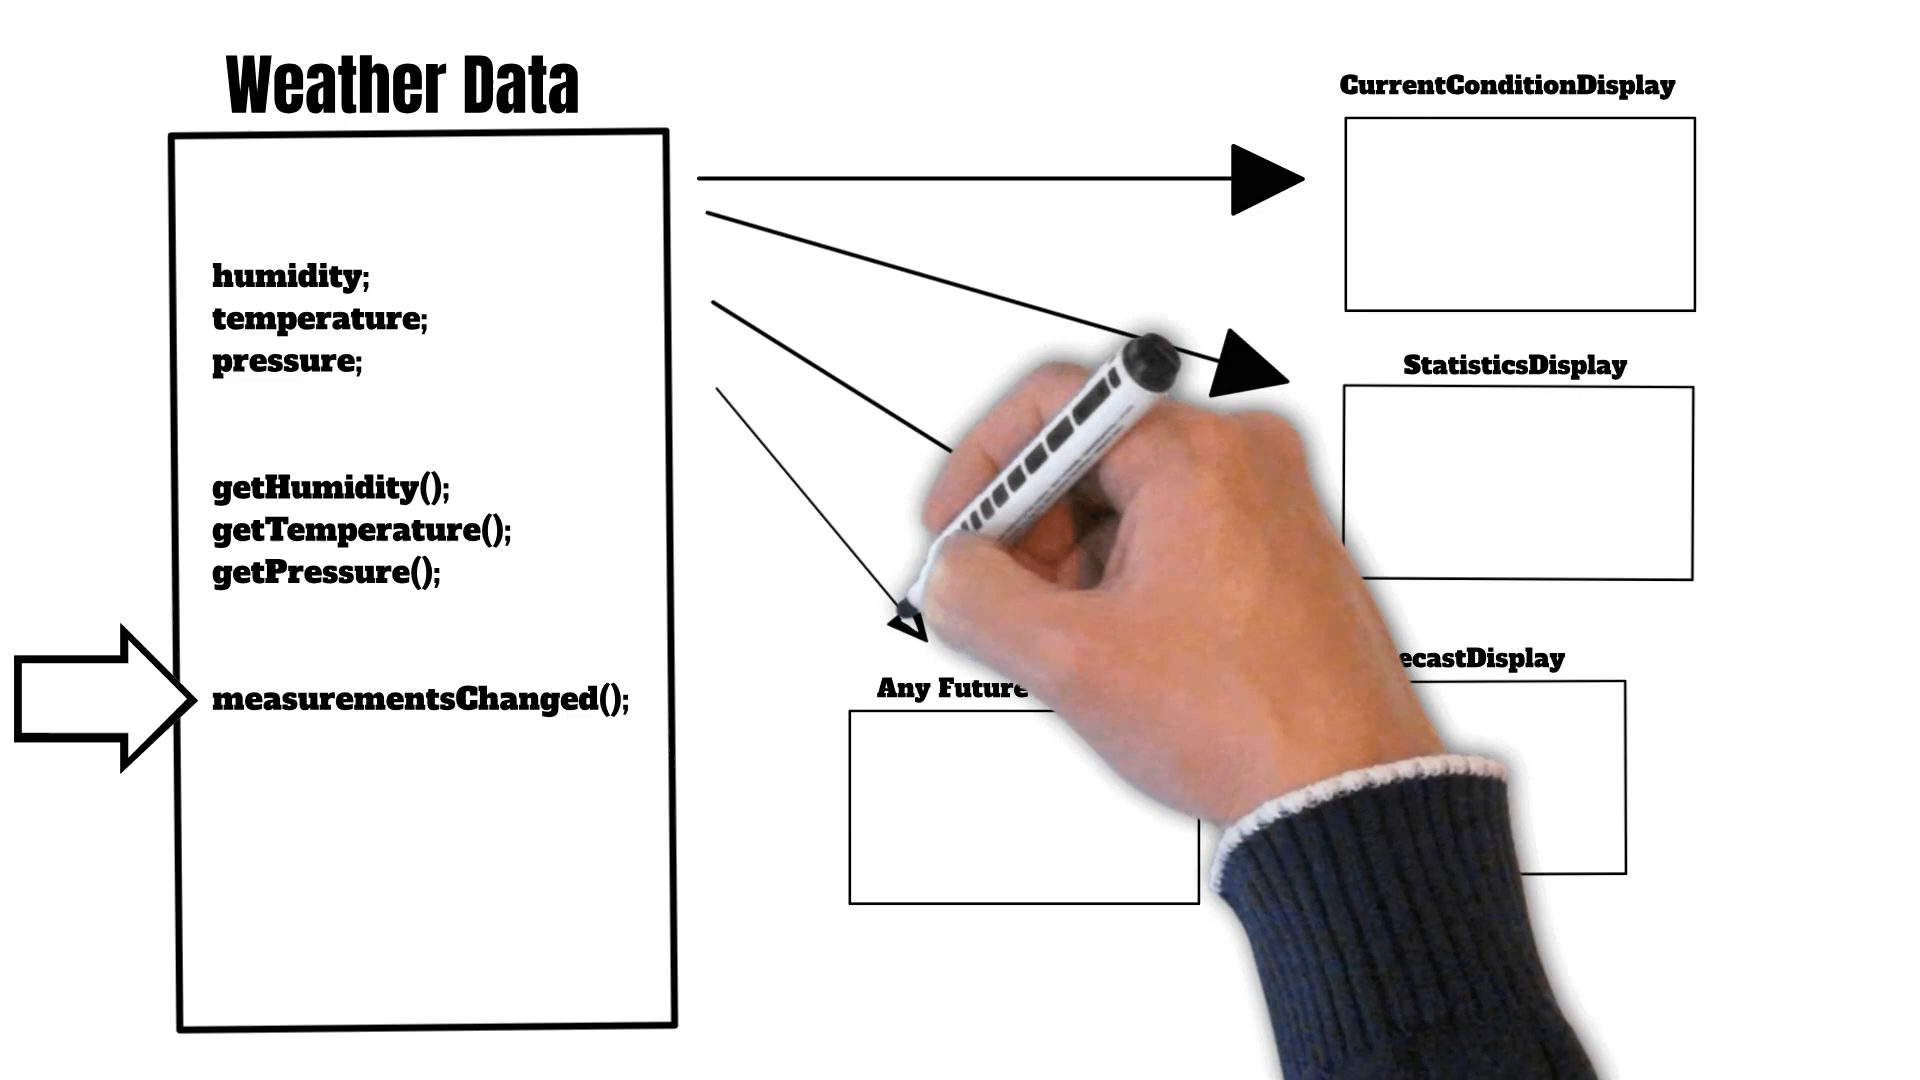 Weather Data
humidity;
temperature;
pressure;
getHumidity();
getTemperature();
getPressure();
measurementsChanged();
CurrentConditionDisplay
StatisticsDisplay
ecastDisplay
Any Future